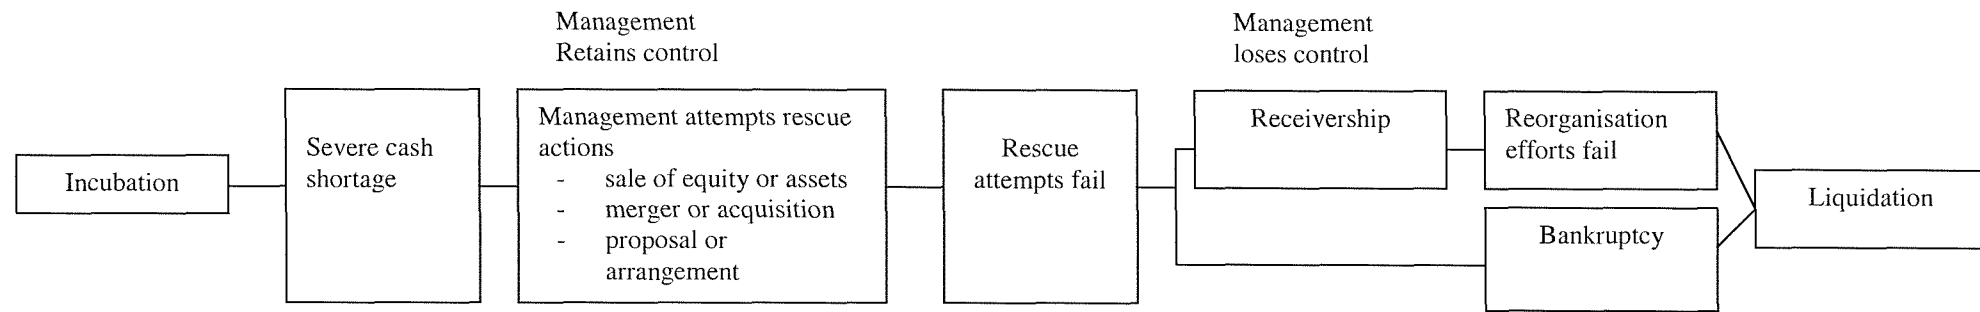 Management
Retains control
Management
loses control
Incubation
Severe cash
shortage
Management attempts rescue
actions
- sale of equity or assets
- merger or acquisition
- proposal or
arrangement
Rescue
attempts fail
Receivership
Reorganisation
efforts fail
Bankruptcy
Liquidation